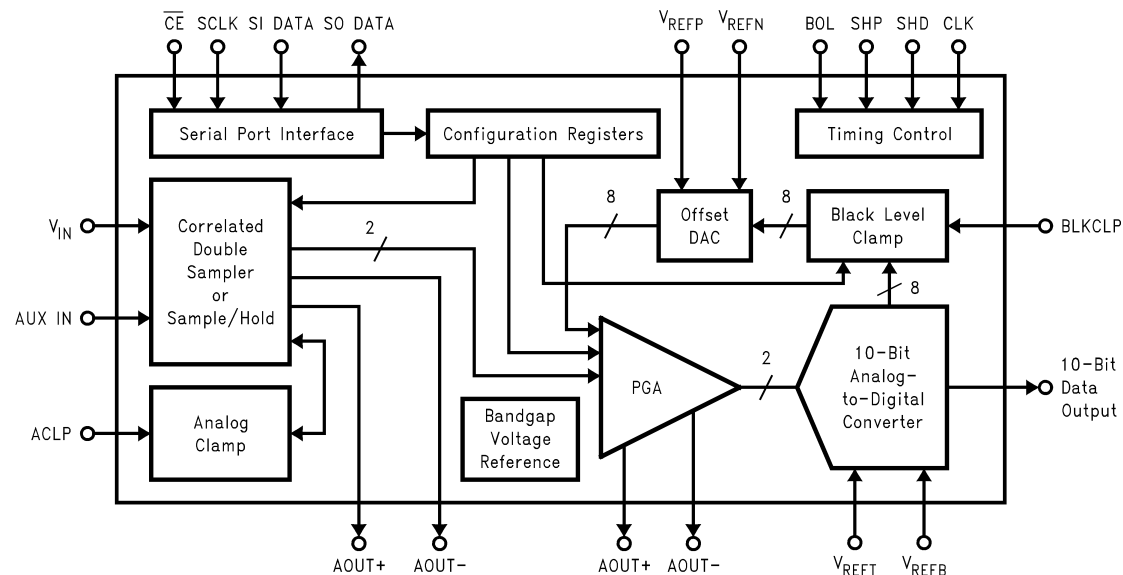 CE SCLK SI DATA SO DATA VREFP VREFN BOL SHP SHD CLK
Serial Port Interface
Configuration Registers
Timing Control
VIN
AUX IN
ACLP
Correlated
Double
Sampler
or
Sample/Hold
2
8
Offset
DAC
8
Black Level
Clamp
BLKCLP
8
Analog
Clamp
Bandgap
Voltage
Reference
PGA
2
10-Bit
Analog-
to-Digital
Converter
10-Bit
Data
Output
AOUT+ AOUT- AOUT+ AOUT- VREFT VREFB